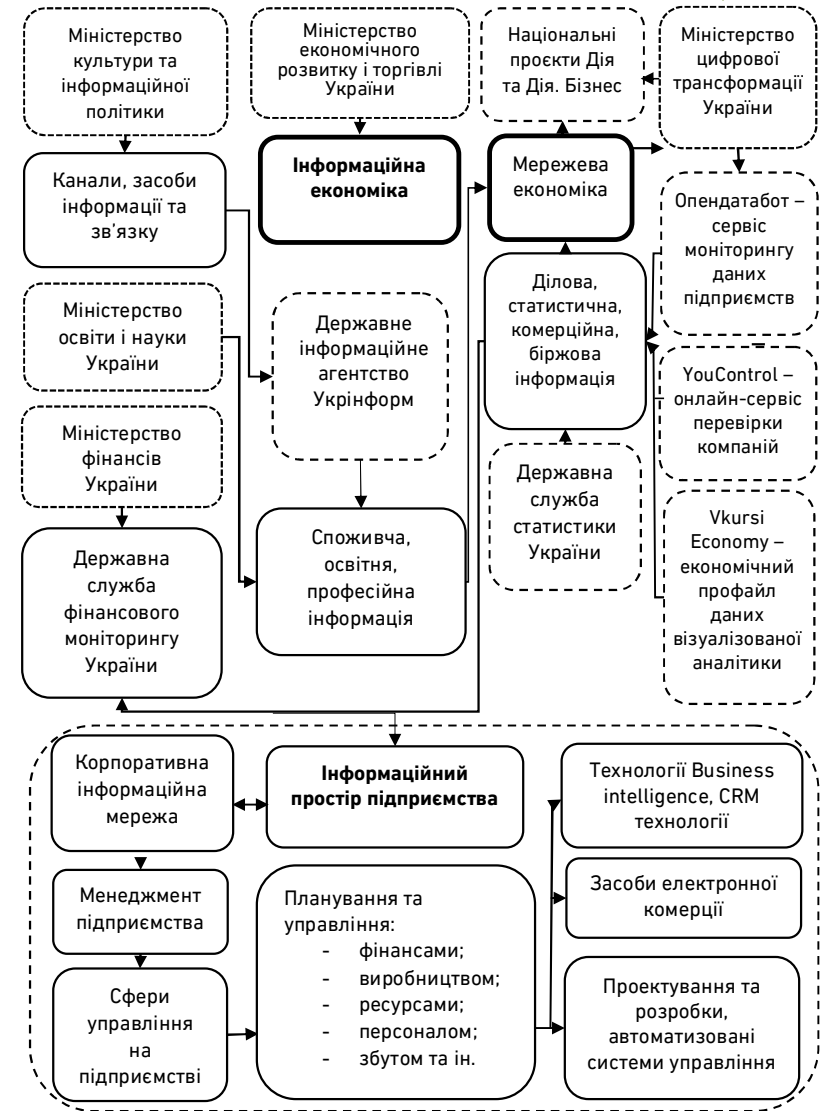 Міністерство
культури та
інформаційної
політики
Міністерство
економічного
розвитку і торгівлі
України
Національні
проєкти Дія
та Дія. Бізнес
Міністерство
цифрової
трансформації
України
Канали, засоби
інформації та
зв’язку
Інформаційна
економіка
Мережева
економіка
Опендатабот –
сервіс
моніторингу
даних
підприємств
Міністерство
освіти і науки
України
Державне
інформаційне
агентство
Укрінформ
Ділова,
статистична,
комерційна,
біржова
інформація
YouControl –
онлайн-сервіс
перевірки
компаній
Міністерство
фінансів
України
Державна
служба
статистики
України
Державна
служба
фінансового
моніторингу
України
Споживча,
освітня,
професійна
інформація
Vkursi
Economy –
економічний
профайл
даних
візуалізованої
аналітики
Корпоративна
інформаційна
мережа
Інформаційний
простір підприємства
Технології Business
intelligence, CRM
технології
Менеджмент
підприємства
Планування та
управління:
- фінансами;
- виробництвом;
- ресурсами;
- персоналом;
- збутом та ін.
Засоби електронної
комерції
Сфери
управління
на
підприємстві
Проектування та
розробки,
автоматизовані
системи управління